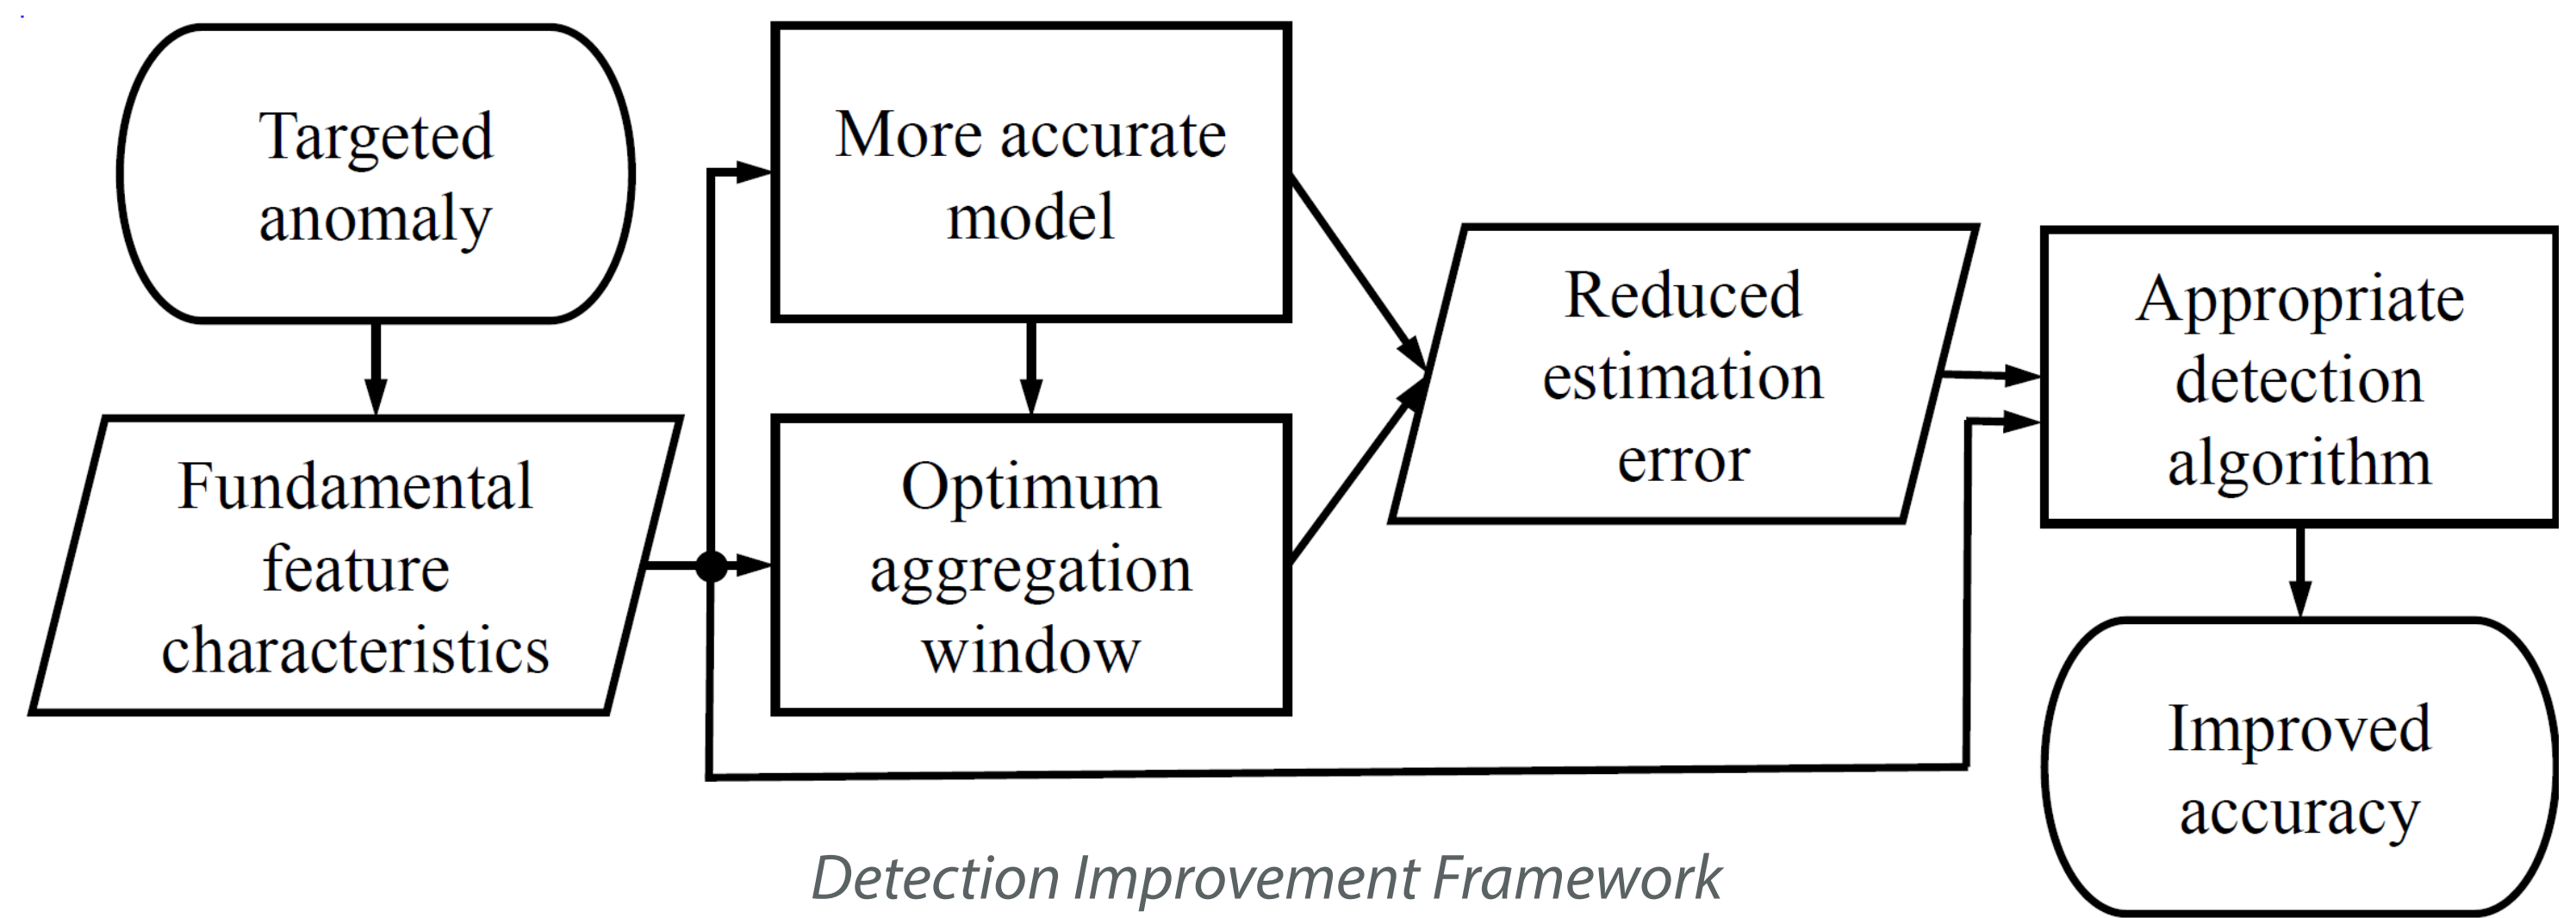 Targeted
anomaly
Fundamental
feature
characteristics
More accurate
model
Optimum
aggregation
window
Reduced
estimation
error
Appropriate
detection
algorithm
Improved
accuracy
Detection Improvement Framework